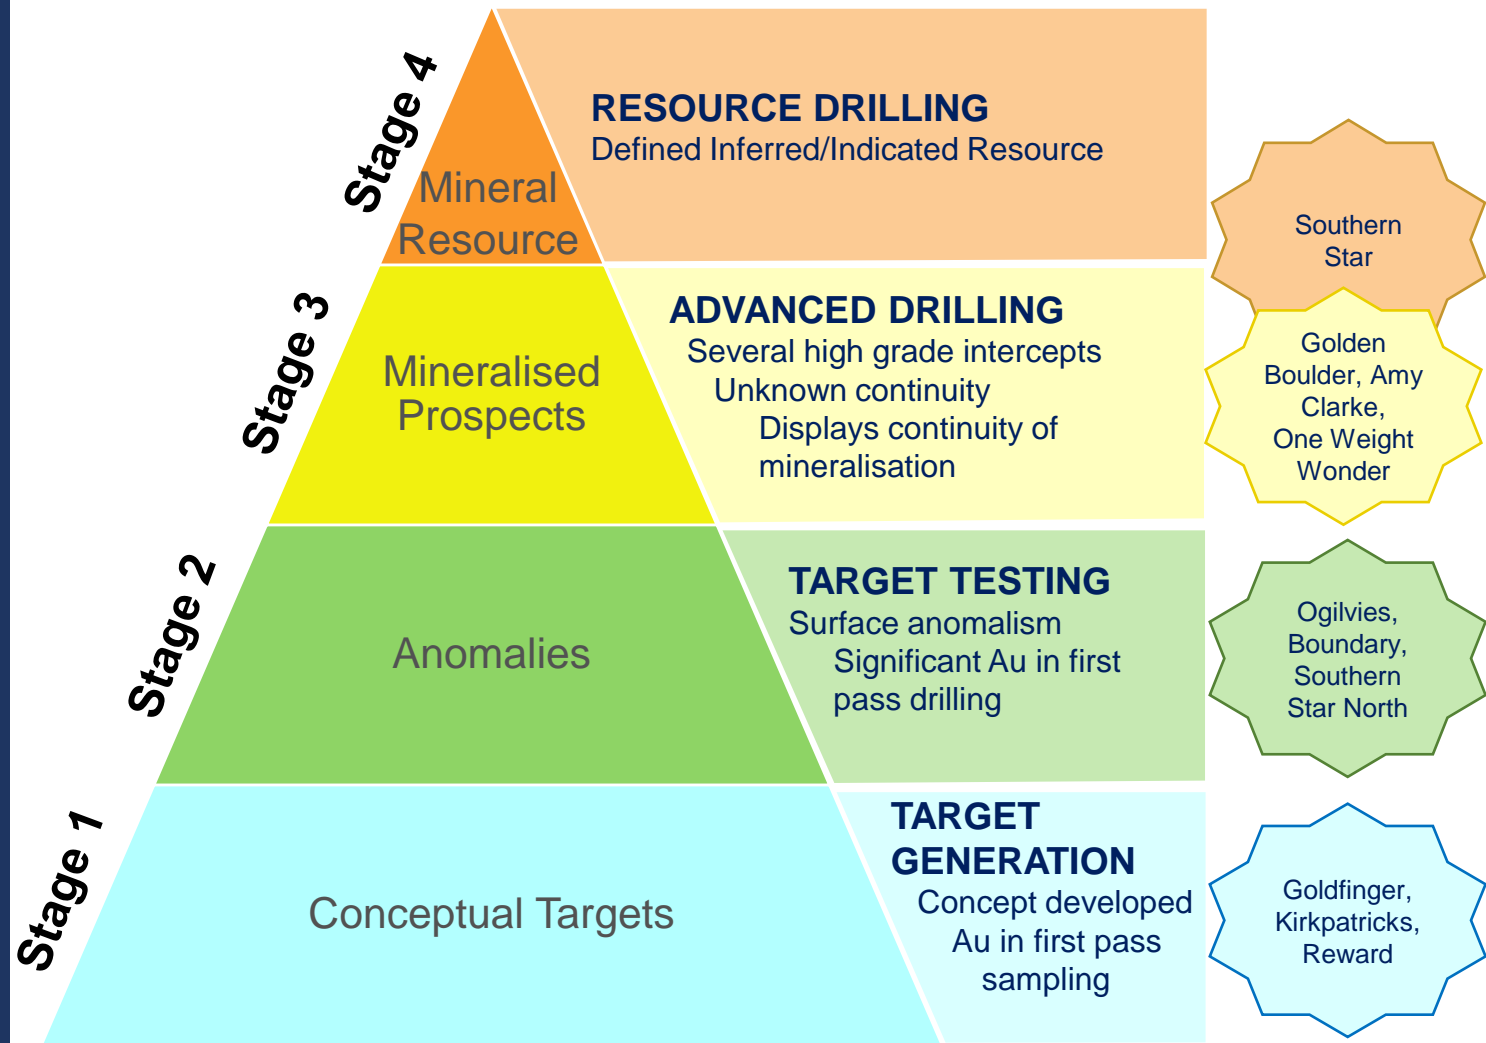 Stage 4
Mineral
Resource
RESOURCE DRILLING
Defined Inferred/Indicated Resource
Southern
Star
Stage 3
Mineralised
Prospects
ADVANCED DRILLING
Several high grade intercepts
Unknown continuity
Displays continuity of
mineralisation
Golden
Boulder, Amy
Clarke,
One Weight
Wonder
Stage 2
Anomalies
TARGET TESTING
Surface anomalism
Significant Au in first
pass drilling
Ogilvies,
Boundary,
Southern
Star North
Stage 1
Conceptual Targets
TARGET
GENERATION
Concept developed
Au in first pass
sampling
Goldfinger,
Kirkpatricks,
Reward